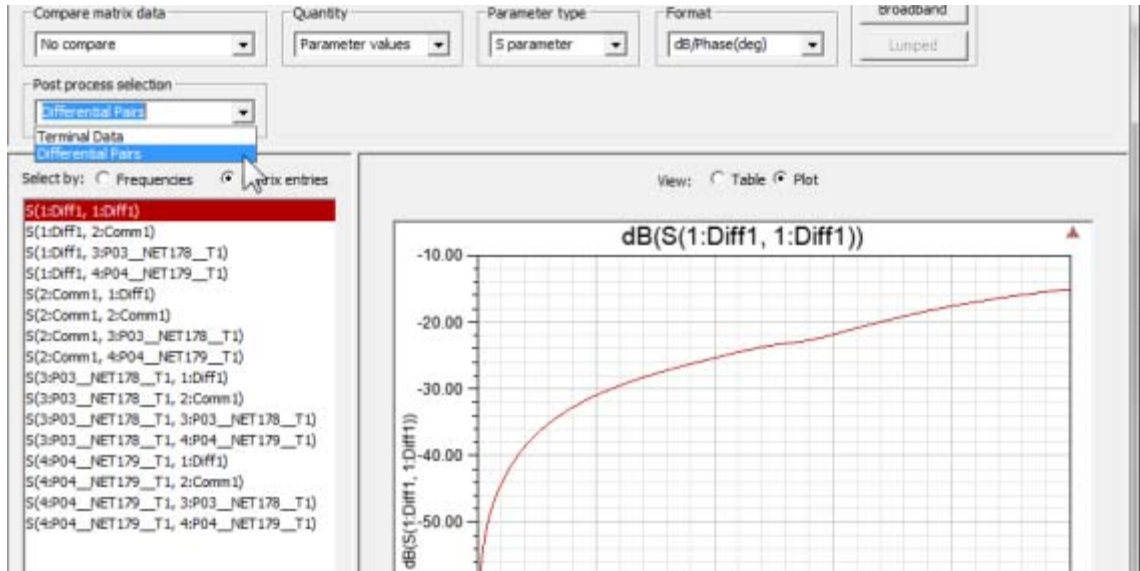 Compare matrix data
Quantity
Parameter type
Format
Broadband
No compare
Parameter values
S parameter
dB/Phase(deg)
Lumped
Post process selection
Differential Pairs
Terminal Data
Differential Pairs
Select by: Frequencies
View: Table Plot
S(1:Diff1, 1:Diff1)
S(1:Diff1, 2:Comm1)
S(1:Diff1, 3:P03__NET178__T1)
S(1:Diff1, 4:P04__NET179__T1)
S(2:Comm1, 1:Diff1)
S(2:Comm1, 2:Comm1)
S(2:Comm1, 3:P03__NET178__T1)
S(2:Comm1, 4:P04__NET179__T1)
S(3:P03__NET178__T1, 1:Diff1)
S(3:P03__NET178__T1, 2:Comm1)
S(3:P03__NET178__T1, 3:P03__NET178__T1)
S(3:P03__NET178__T1, 4:P04__NET179__T1)
S(4:P04__NET179__T1, 1:Diff1)
S(4:P04__NET179__T1, 2:Comm1)
S(4:P04__NET179__T1, 3:P03__NET178__T1)
S(4:P04__NET179__T1, 4:P04__NET179__T1)
dB(S(1:Diff1, 1:Diff1))
-10.00
-20.00
-30.00
-40.00
-50.00
dB(S(1:Diff1, 1:Diff1))